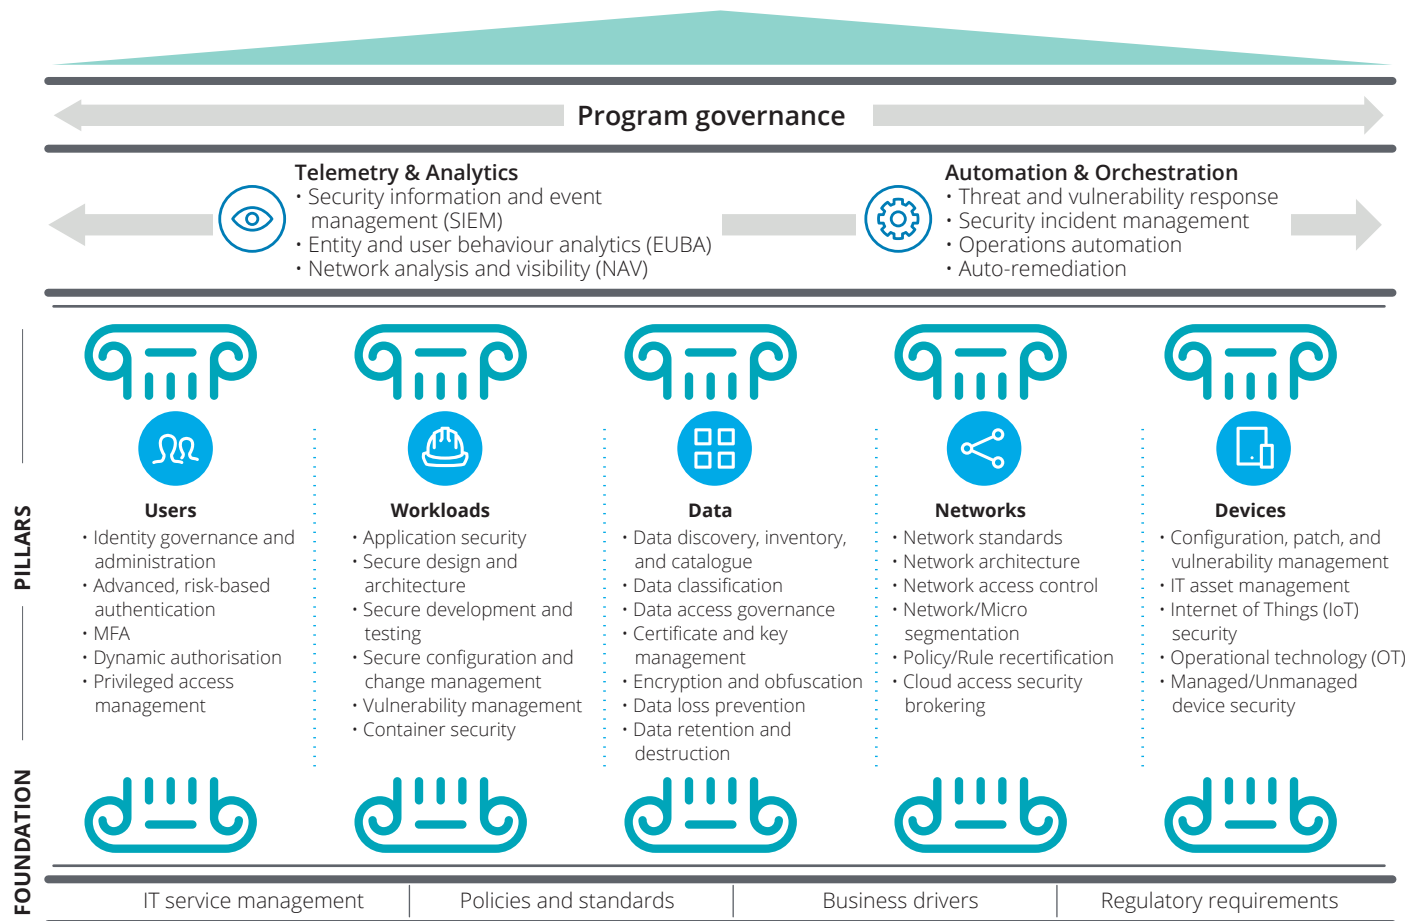 Program governance
Telemetry & Analytics
• Security information and event
management (SIEM)
• Entity and user behaviour analytics (EUBA)
• Network analysis and visibility (NAV)
Automation & Orchestration
• Threat and vulnerability response
• Security incident management
• Operations automation
• Auto-remediation
PILLARS
Users
• Identity governance and
administration
• Advanced, risk-based
authentication
• MFA
• Dynamic authorisation
• Privileged access
management
Workloads
• Application security
• Secure design and
architecture
• Secure development and
testing
• Secure configuration and
change management
• Vulnerability management
• Container security
Data
• Data discovery, inventory,
and catalogue
• Data classification
• Data access governance
• Certificate and key
management
• Encryption and obfuscation
• Data loss prevention
• Data retention and
destruction
Networks
• Network standards
• Network architecture
• Network access control
• Network/Micro
segmentation
• Policy/Rule recertification
• Cloud access security
brokering
Devices
• Configuration, patch, and
vulnerability management
• IT asset management
• Internet of Things (IoT)
security
• Operational technology (OT)
• Managed/Unmanaged
device security
FOUNDATION
IT service management
Policies and standards
Business drivers
Regulatory requirements